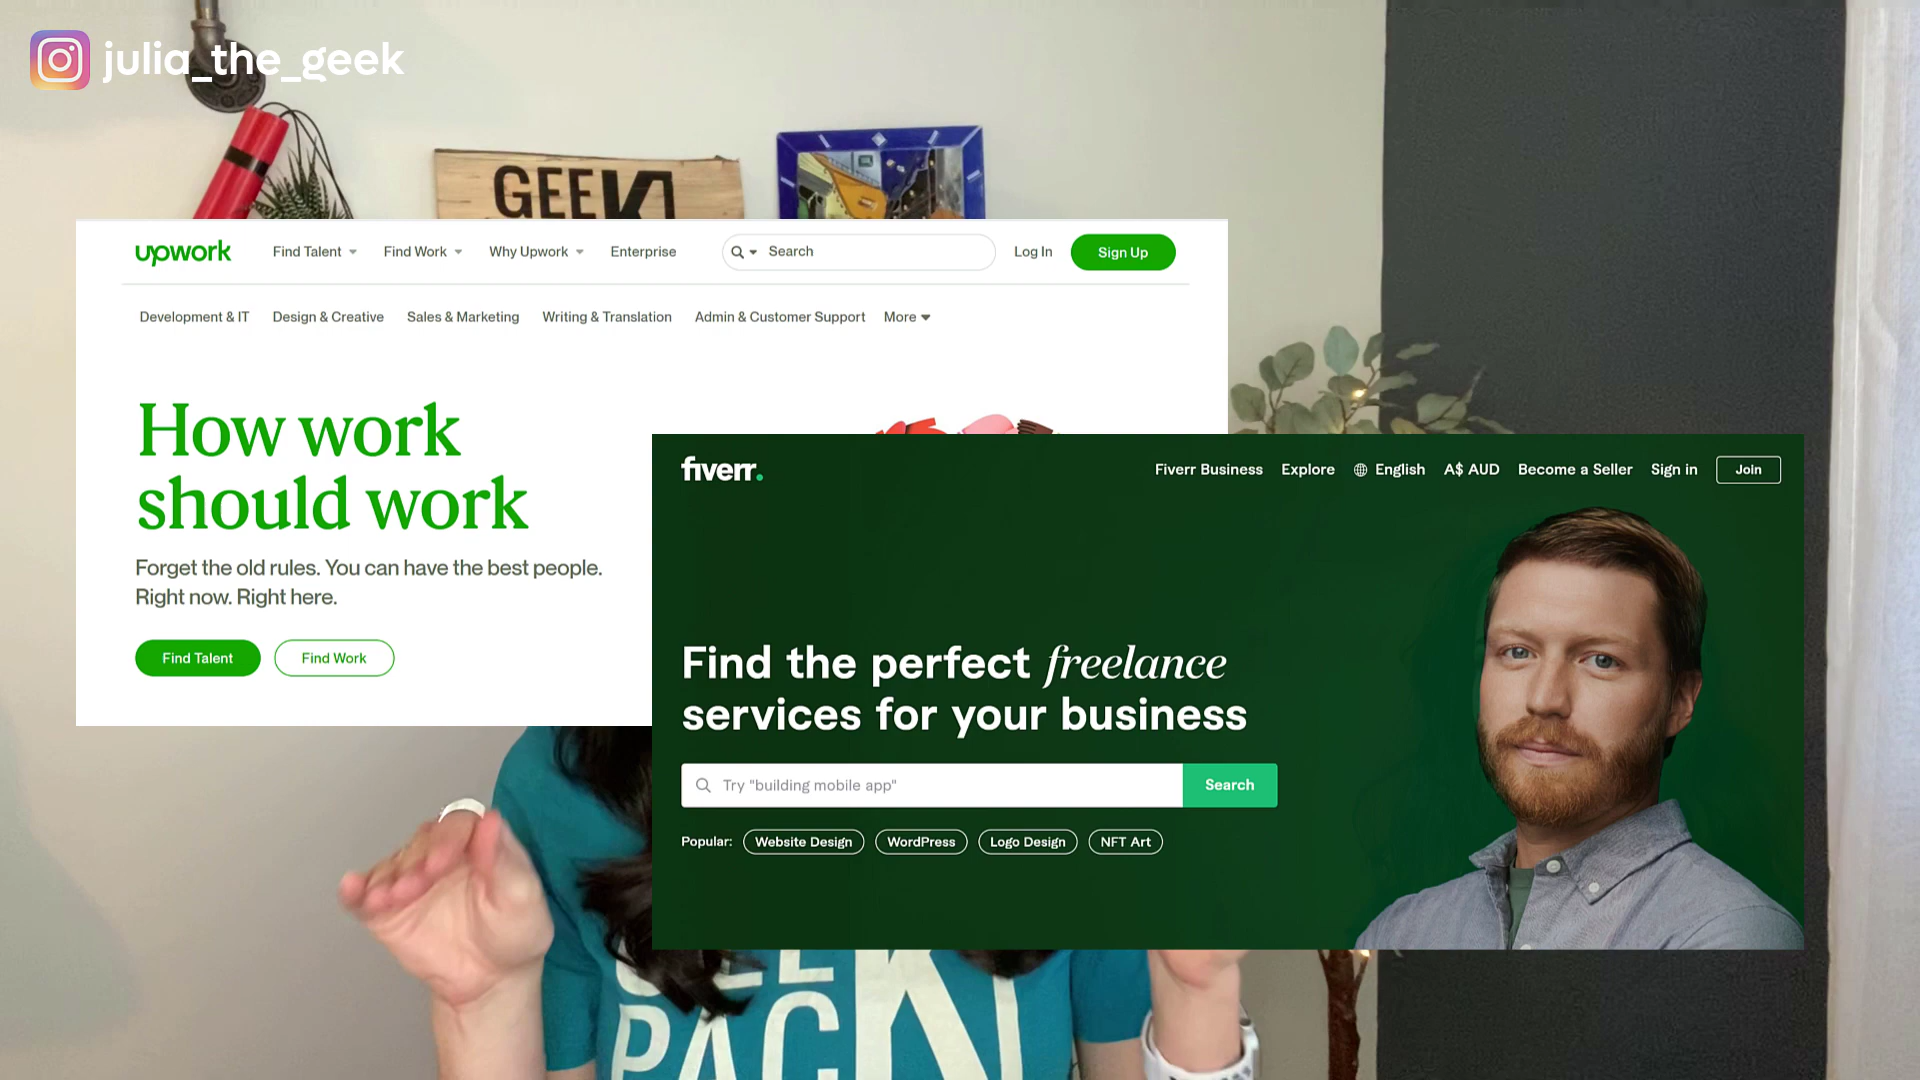 julia_the_geek
GEEK
upwork
Find Talent Find Work Why Upwork Enterprise Search Log In Sign Up
Development & IT Design & Creative Sales & Marketing Writing & Translation Admin & Customer Support More
How work
should work
Forget the old rules. You can have the best people.
Right now. Right here.
Find Talent Find Work
fiverr.
Fiverr Business Explore English A$ AUD Become a Seller Sign in Join
Find the perfect freelance
services for your business
Try "building mobile app" Search
Popular: Website Design WordPress Logo Design NFT Art
GEEK
PAC